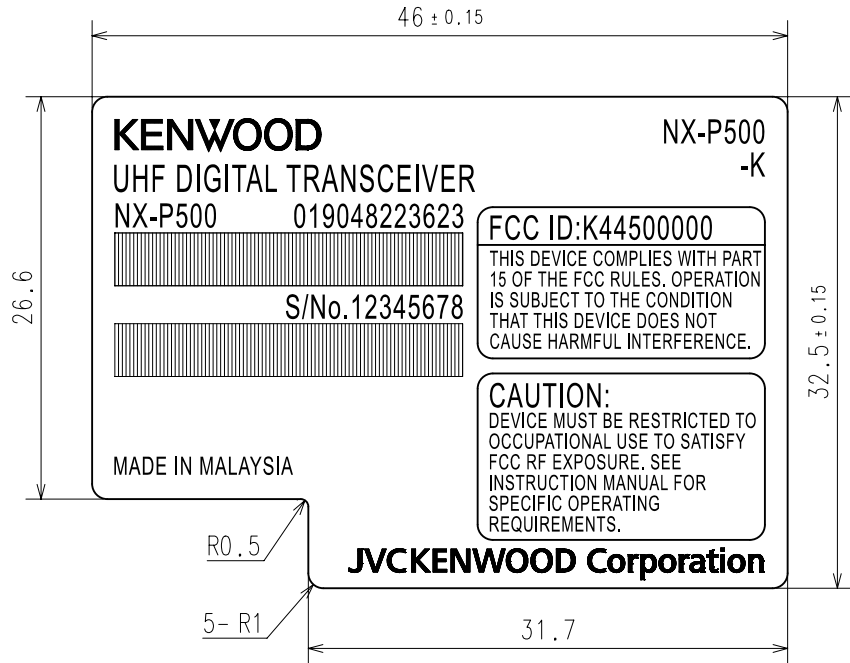 46 ± 0.15
KENWOOD
NX-P500
-K
UHF DIGITAL TRANSCEIVER
NX-P500 019048223623
S/No.12345678
MADE IN MALAYSIA
FCC ID:K44500000
THIS DEVICE COMPLIES WITH PART
15 OF THE FCC RULES. OPERATION
IS SUBJECT TO THE CONDITION
THAT THIS DEVICE DOES NOT
CAUSE HARMFUL INTERFERENCE.
CAUTION:
DEVICE MUST BE RESTRICTED TO
OCCUPATIONAL USE TO SATISFY
FCC RF EXPOSURE. SEE
INSTRUCTION MANUAL FOR
SPECIFIC OPERATING
REQUIREMENTS.
JVCKENWOOD Corporation
26.6
32.5 ± 0.15
R0.5
5- R1
31.7